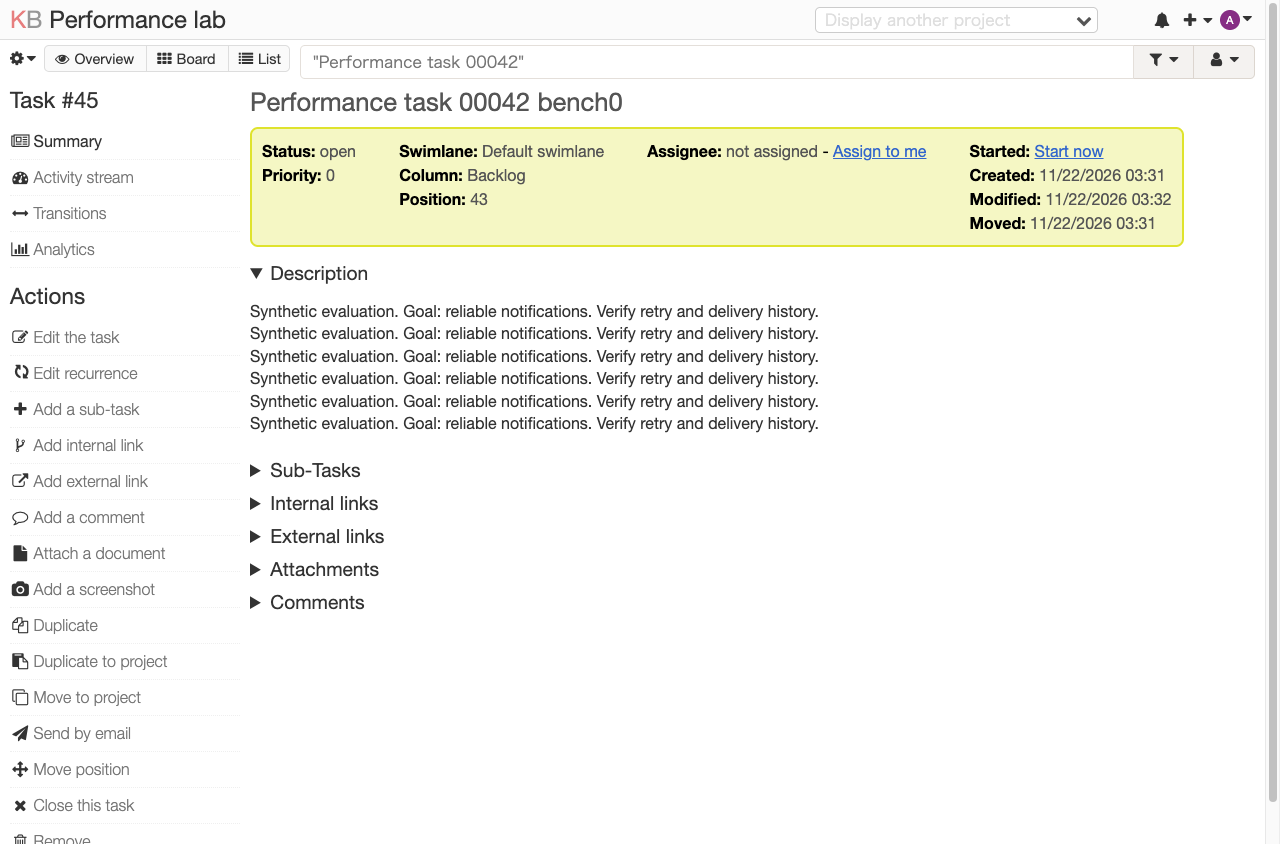 KB Performance lab
Display another project
A
Overview
Board
List
"Performance task 00042"
Task #45
Summary
Activity stream
Transitions
Analytics
Actions
Edit the task
Edit recurrence
Add a sub-task
Add internal link
Add external link
Add a comment
Attach a document
Add a screenshot
Duplicate
Duplicate to project
Move to project
Send by email
Move position
Close this task
Remove
Performance task 00042 bench0
Status: open
Priority: 0
Swimlane: Default swimlane
Column: Backlog
Position: 43
Assignee: not assigned - Assign to me
Started: Start now
Created: 11/22/2026 03:31
Modified: 11/22/2026 03:32
Moved: 11/22/2026 03:31
Description
Synthetic evaluation. Goal: reliable notifications. Verify retry and delivery history.
Synthetic evaluation. Goal: reliable notifications. Verify retry and delivery history.
Synthetic evaluation. Goal: reliable notifications. Verify retry and delivery history.
Synthetic evaluation. Goal: reliable notifications. Verify retry and delivery history.
Synthetic evaluation. Goal: reliable notifications. Verify retry and delivery history.
Synthetic evaluation. Goal: reliable notifications. Verify retry and delivery history.
Sub-Tasks
Internal links
External links
Attachments
Comments